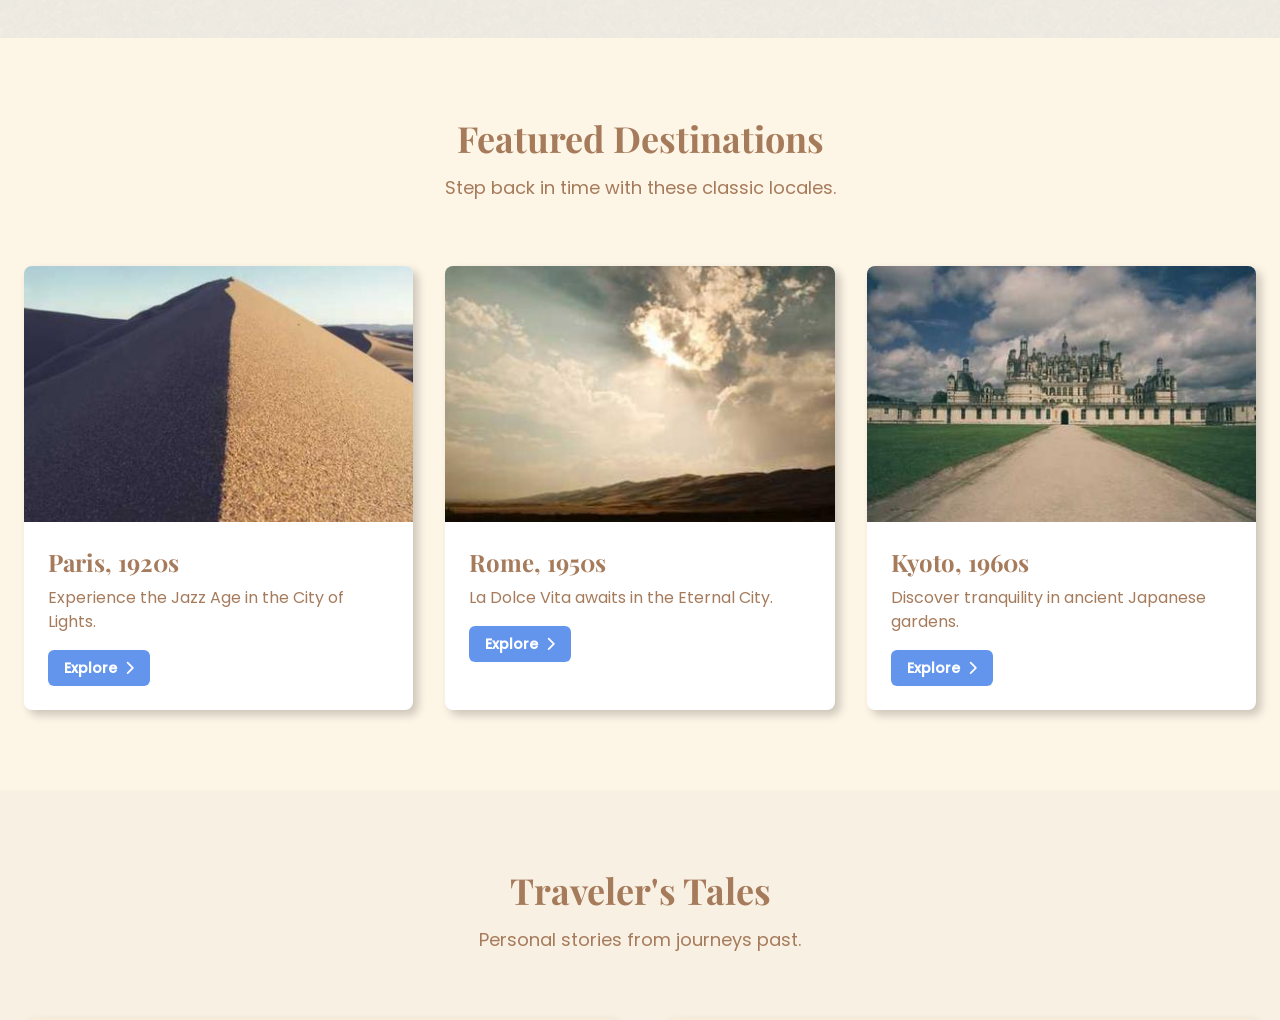 Featured Destinations
Step back in time with these classic locales.
Paris, 1920s
Experience the Jazz Age in the City of
Lights.
Explore
Rome, 1950s
La Dolce Vita awaits in the Eternal City.
Explore
Kyoto, 1960s
Discover tranquility in ancient Japanese
gardens.
Explore
Traveler's Tales
Personal stories from journeys past.